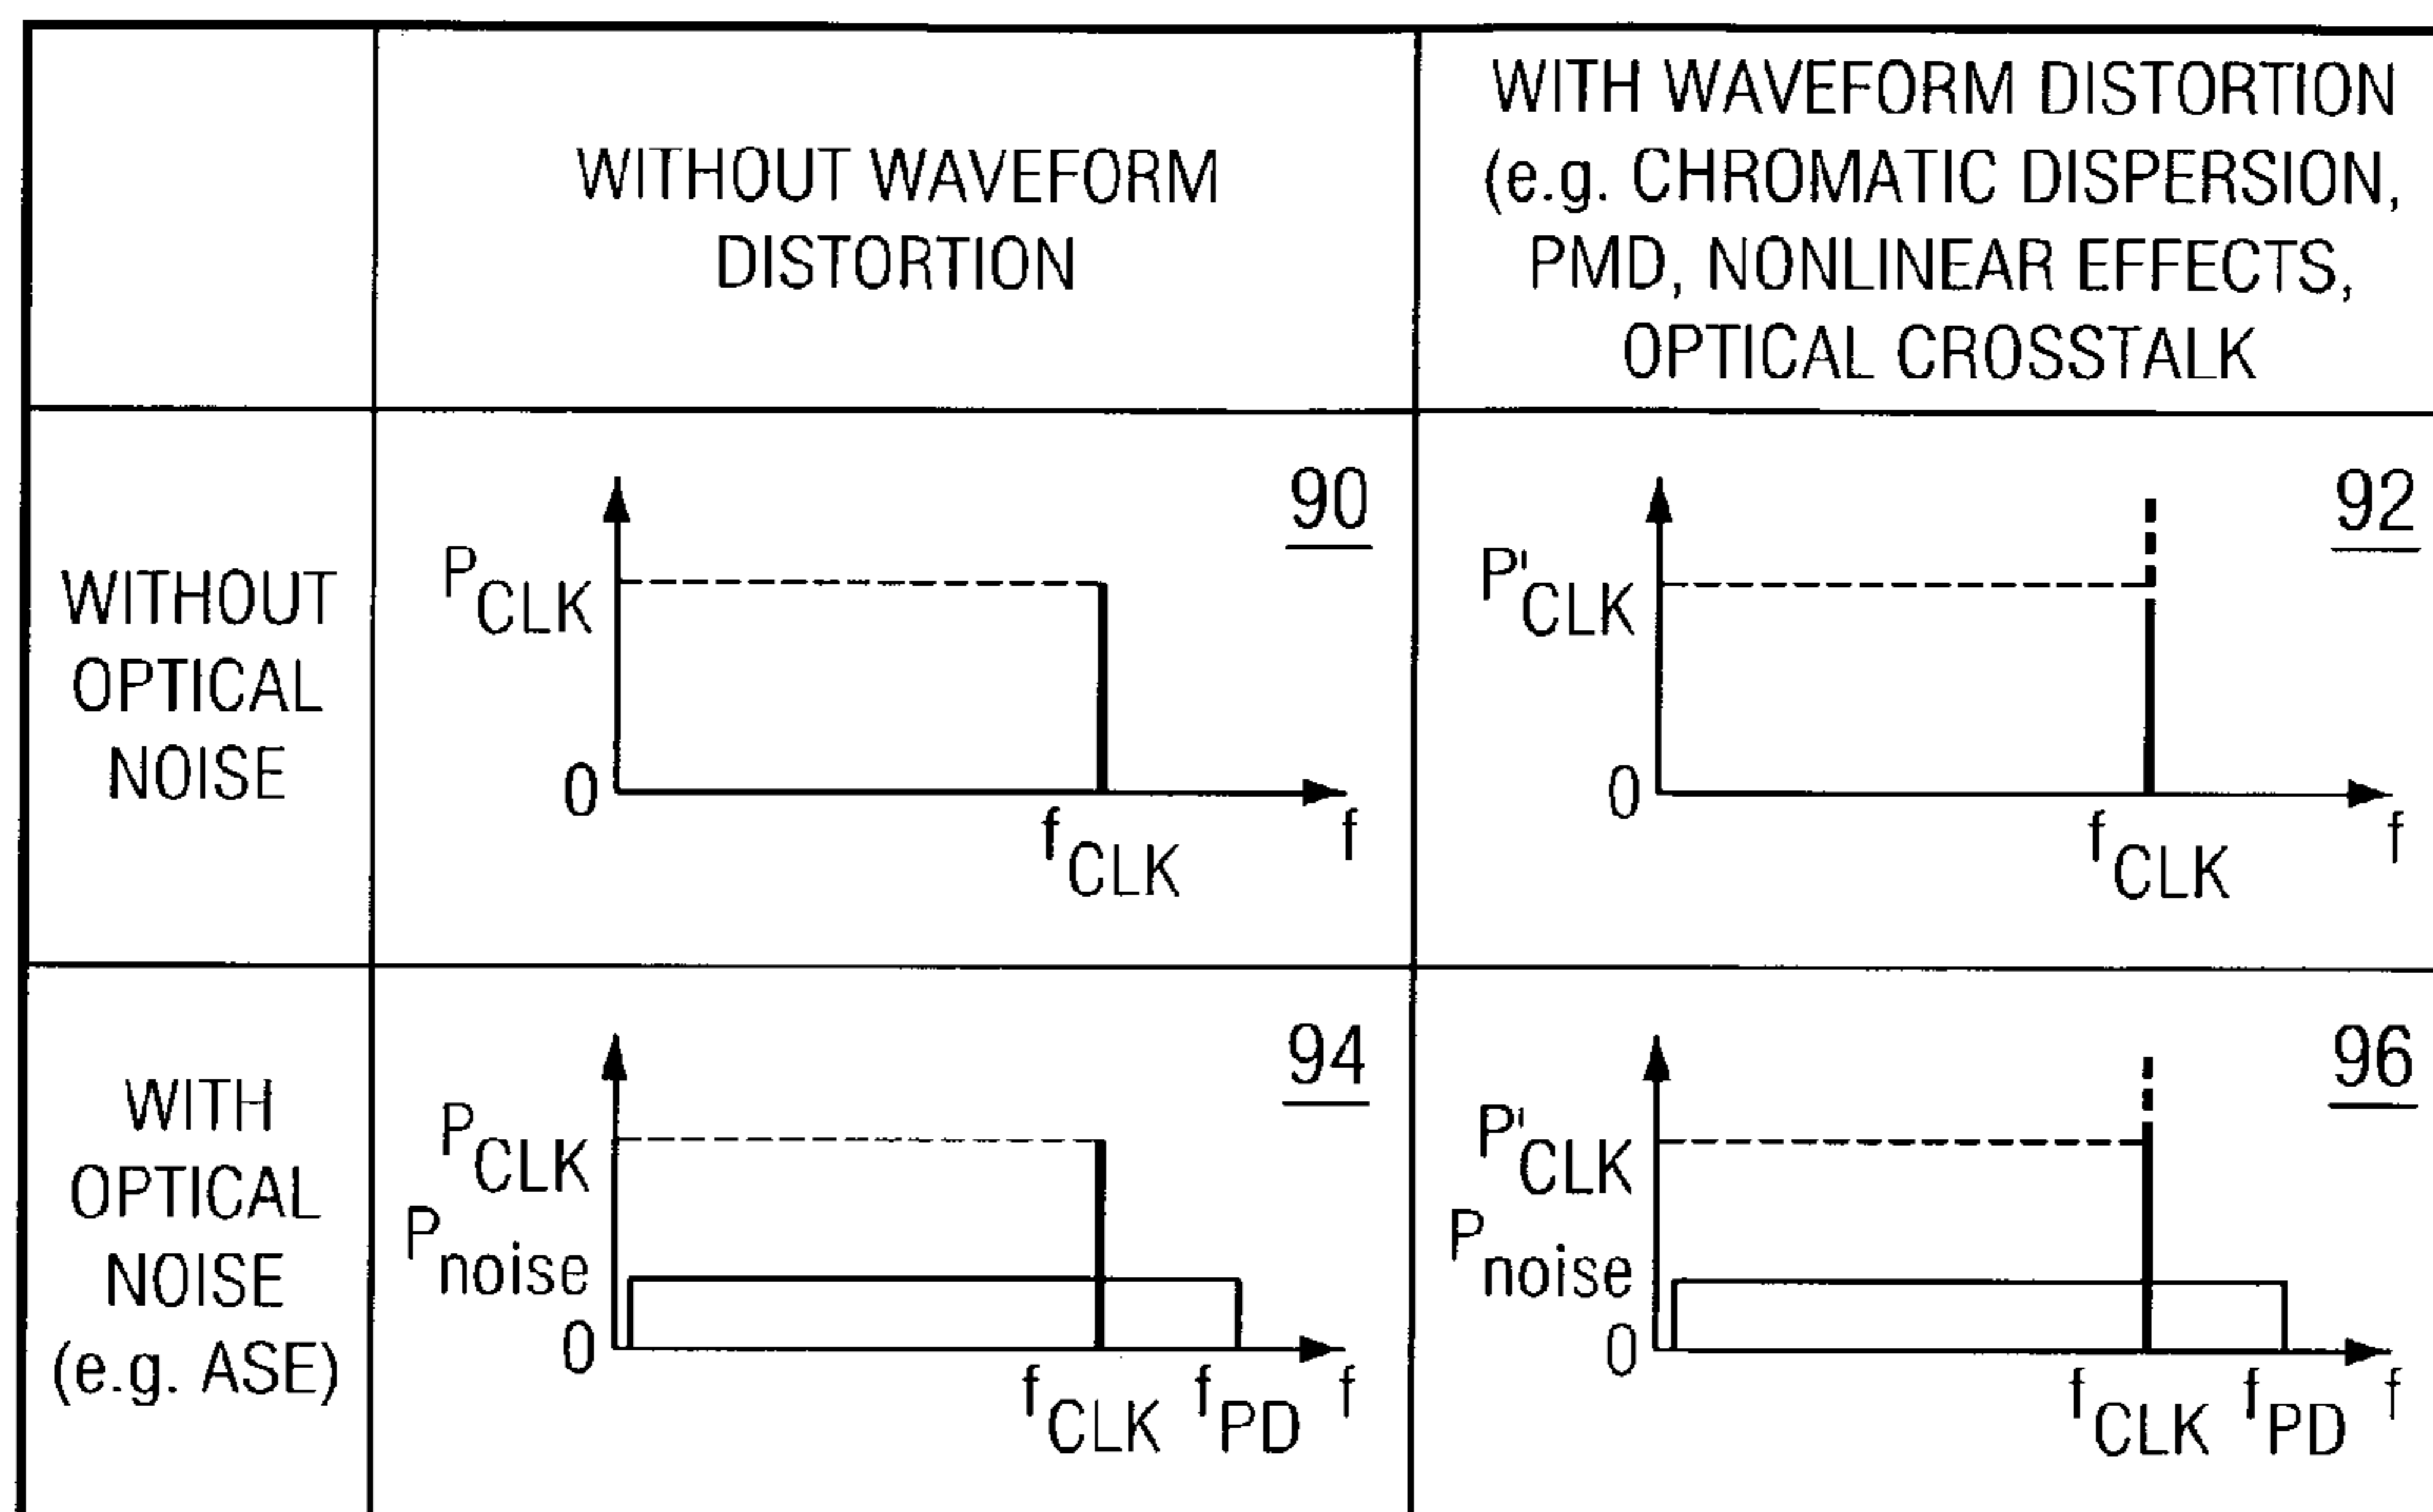 WITHOUT WAVEFORM
DISTORTION
WITH WAVEFORM DISTORTION
(e.g. CHROMATIC DISPERSION,
PMD, NONLINEAR EFFECTS,
OPTICAL CROSSTALK
WITHOUT
OPTICAL
NOISE
90
PCLK
0
fCLK
f
92
P'CLK
0
fCLK
f
WITH
OPTICAL
NOISE
(e.g. ASE)
94
PCLK
Pnoise
0
fCLK
fPD
f
96
P'CLK
Pnoise
0
fCLK
fPD
f